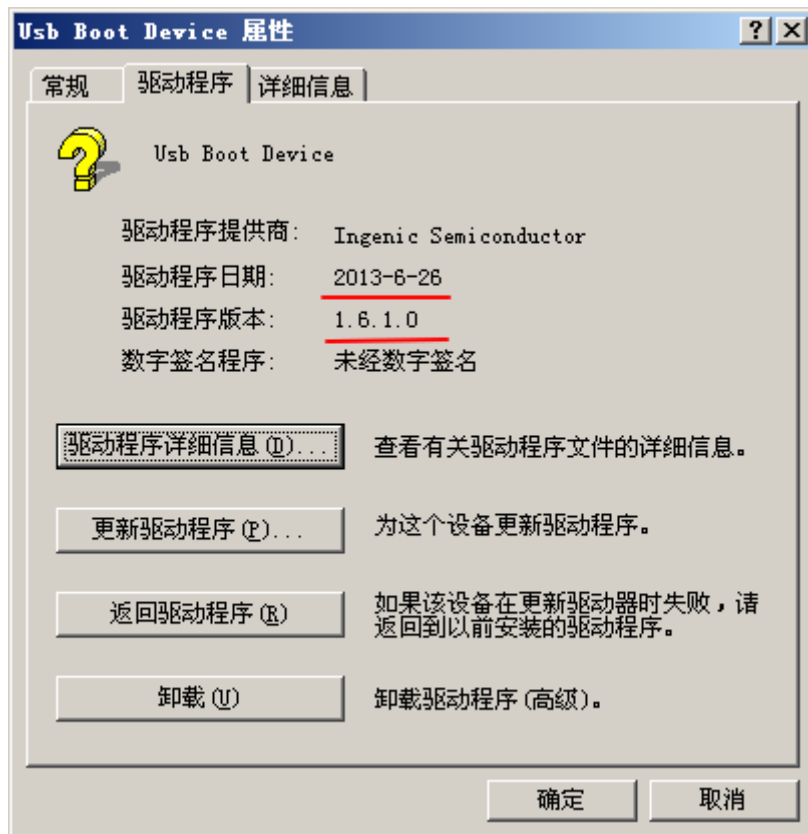 Usb Boot Device 属性
常规 驱动程序 详细信息
Usb Boot Device
驱动程序提供商: Ingenic Semiconductor
驱动程序日期: 2013-6-26
驱动程序版本: 1.6.1.0
数字签名程序: 未经数字签名
驱动程序详细信息(D)... 查看有关驱动程序文件的详细信息。
更新驱动程序(P)... 为这个设备更新驱动程序。
返回驱动程序(R) 如果该设备在更新驱动器时失败，请
返回到以前安装的驱动程序。
卸载(U) 卸载驱动程序(高级)。
确定 取消